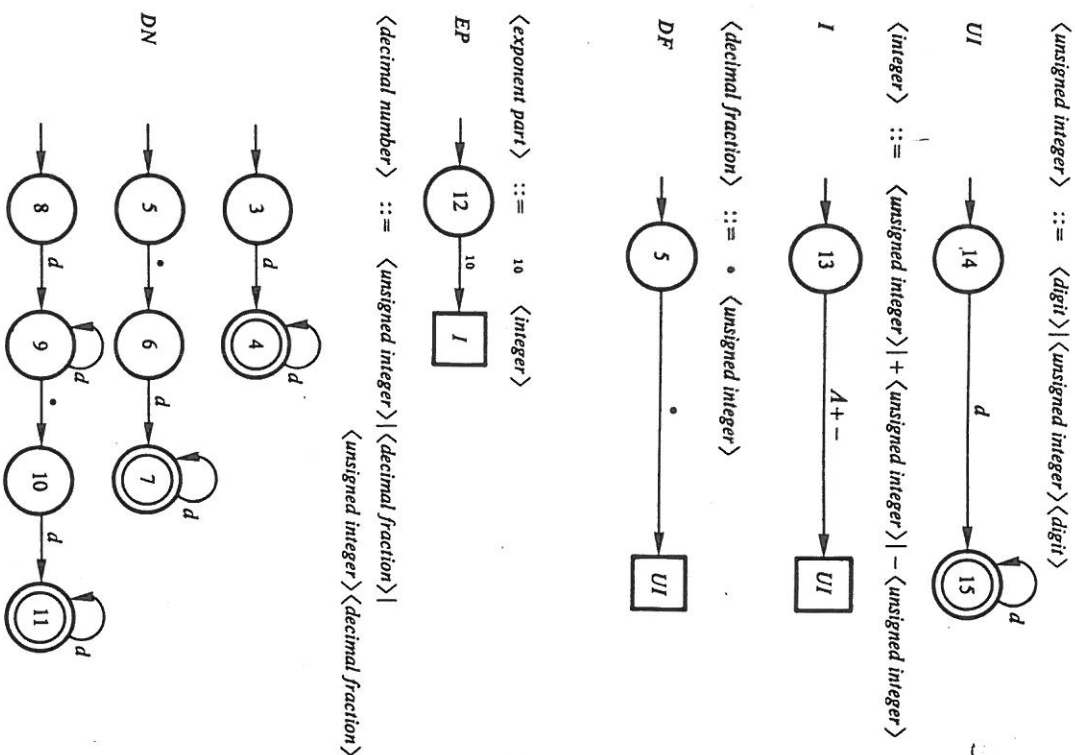 ⟨unsigned integer⟩ ::= ⟨digit⟩|⟨unsigned integer⟩⟨digit⟩
UI 14 d 15 d
⟨integer⟩ ::= ⟨unsigned integer⟩|+⟨unsigned integer⟩|−⟨unsigned integer⟩
I 13 Λ+− UI
⟨decimal fraction⟩ ::= • ⟨unsigned integer⟩
DF 5 • UI
⟨exponent part⟩ ::= 10 ⟨integer⟩
EP 12 10 I
⟨decimal number⟩ ::= ⟨unsigned integer⟩|⟨decimal fraction⟩|
⟨unsigned integer⟩⟨decimal fraction⟩
3 d 4 d
DN 5 • 6 d 7 d
8 d 9 d • 10 d 11 d